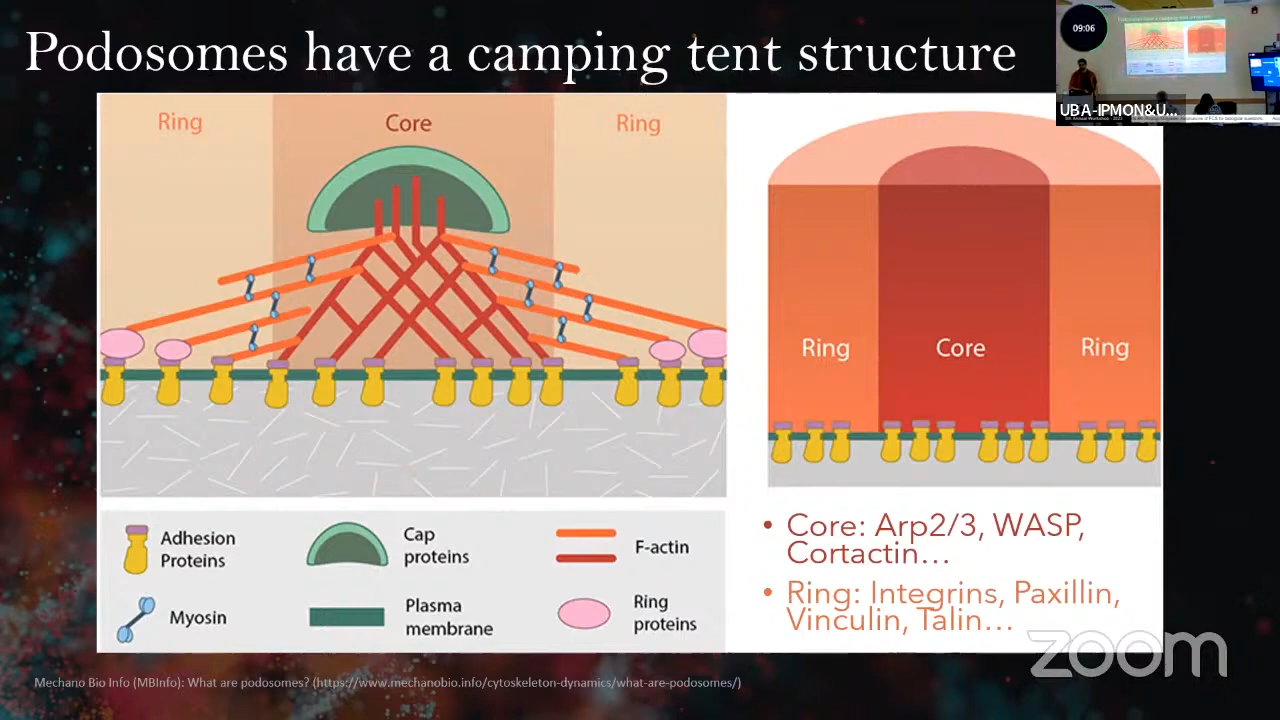 Podosomes have a camping tent structure
09:06
UBA-IPMON&U...
Ring
Core
Ring
Ring
Core
Ring
Adhesion
Proteins
Cap
proteins
F-actin
Myosin
Plasma
membrane
Ring
proteins
• Core: Arp2/3, WASP,
Cortactin...
• Ring: Integrins, Paxillin,
Vinculin, Talin...
zoom
Mechano Bio Info (MBInfo): What are podosomes? (https://www.mechanobio.info/cytoskeleton-dynamics/what-are-podosomes/)